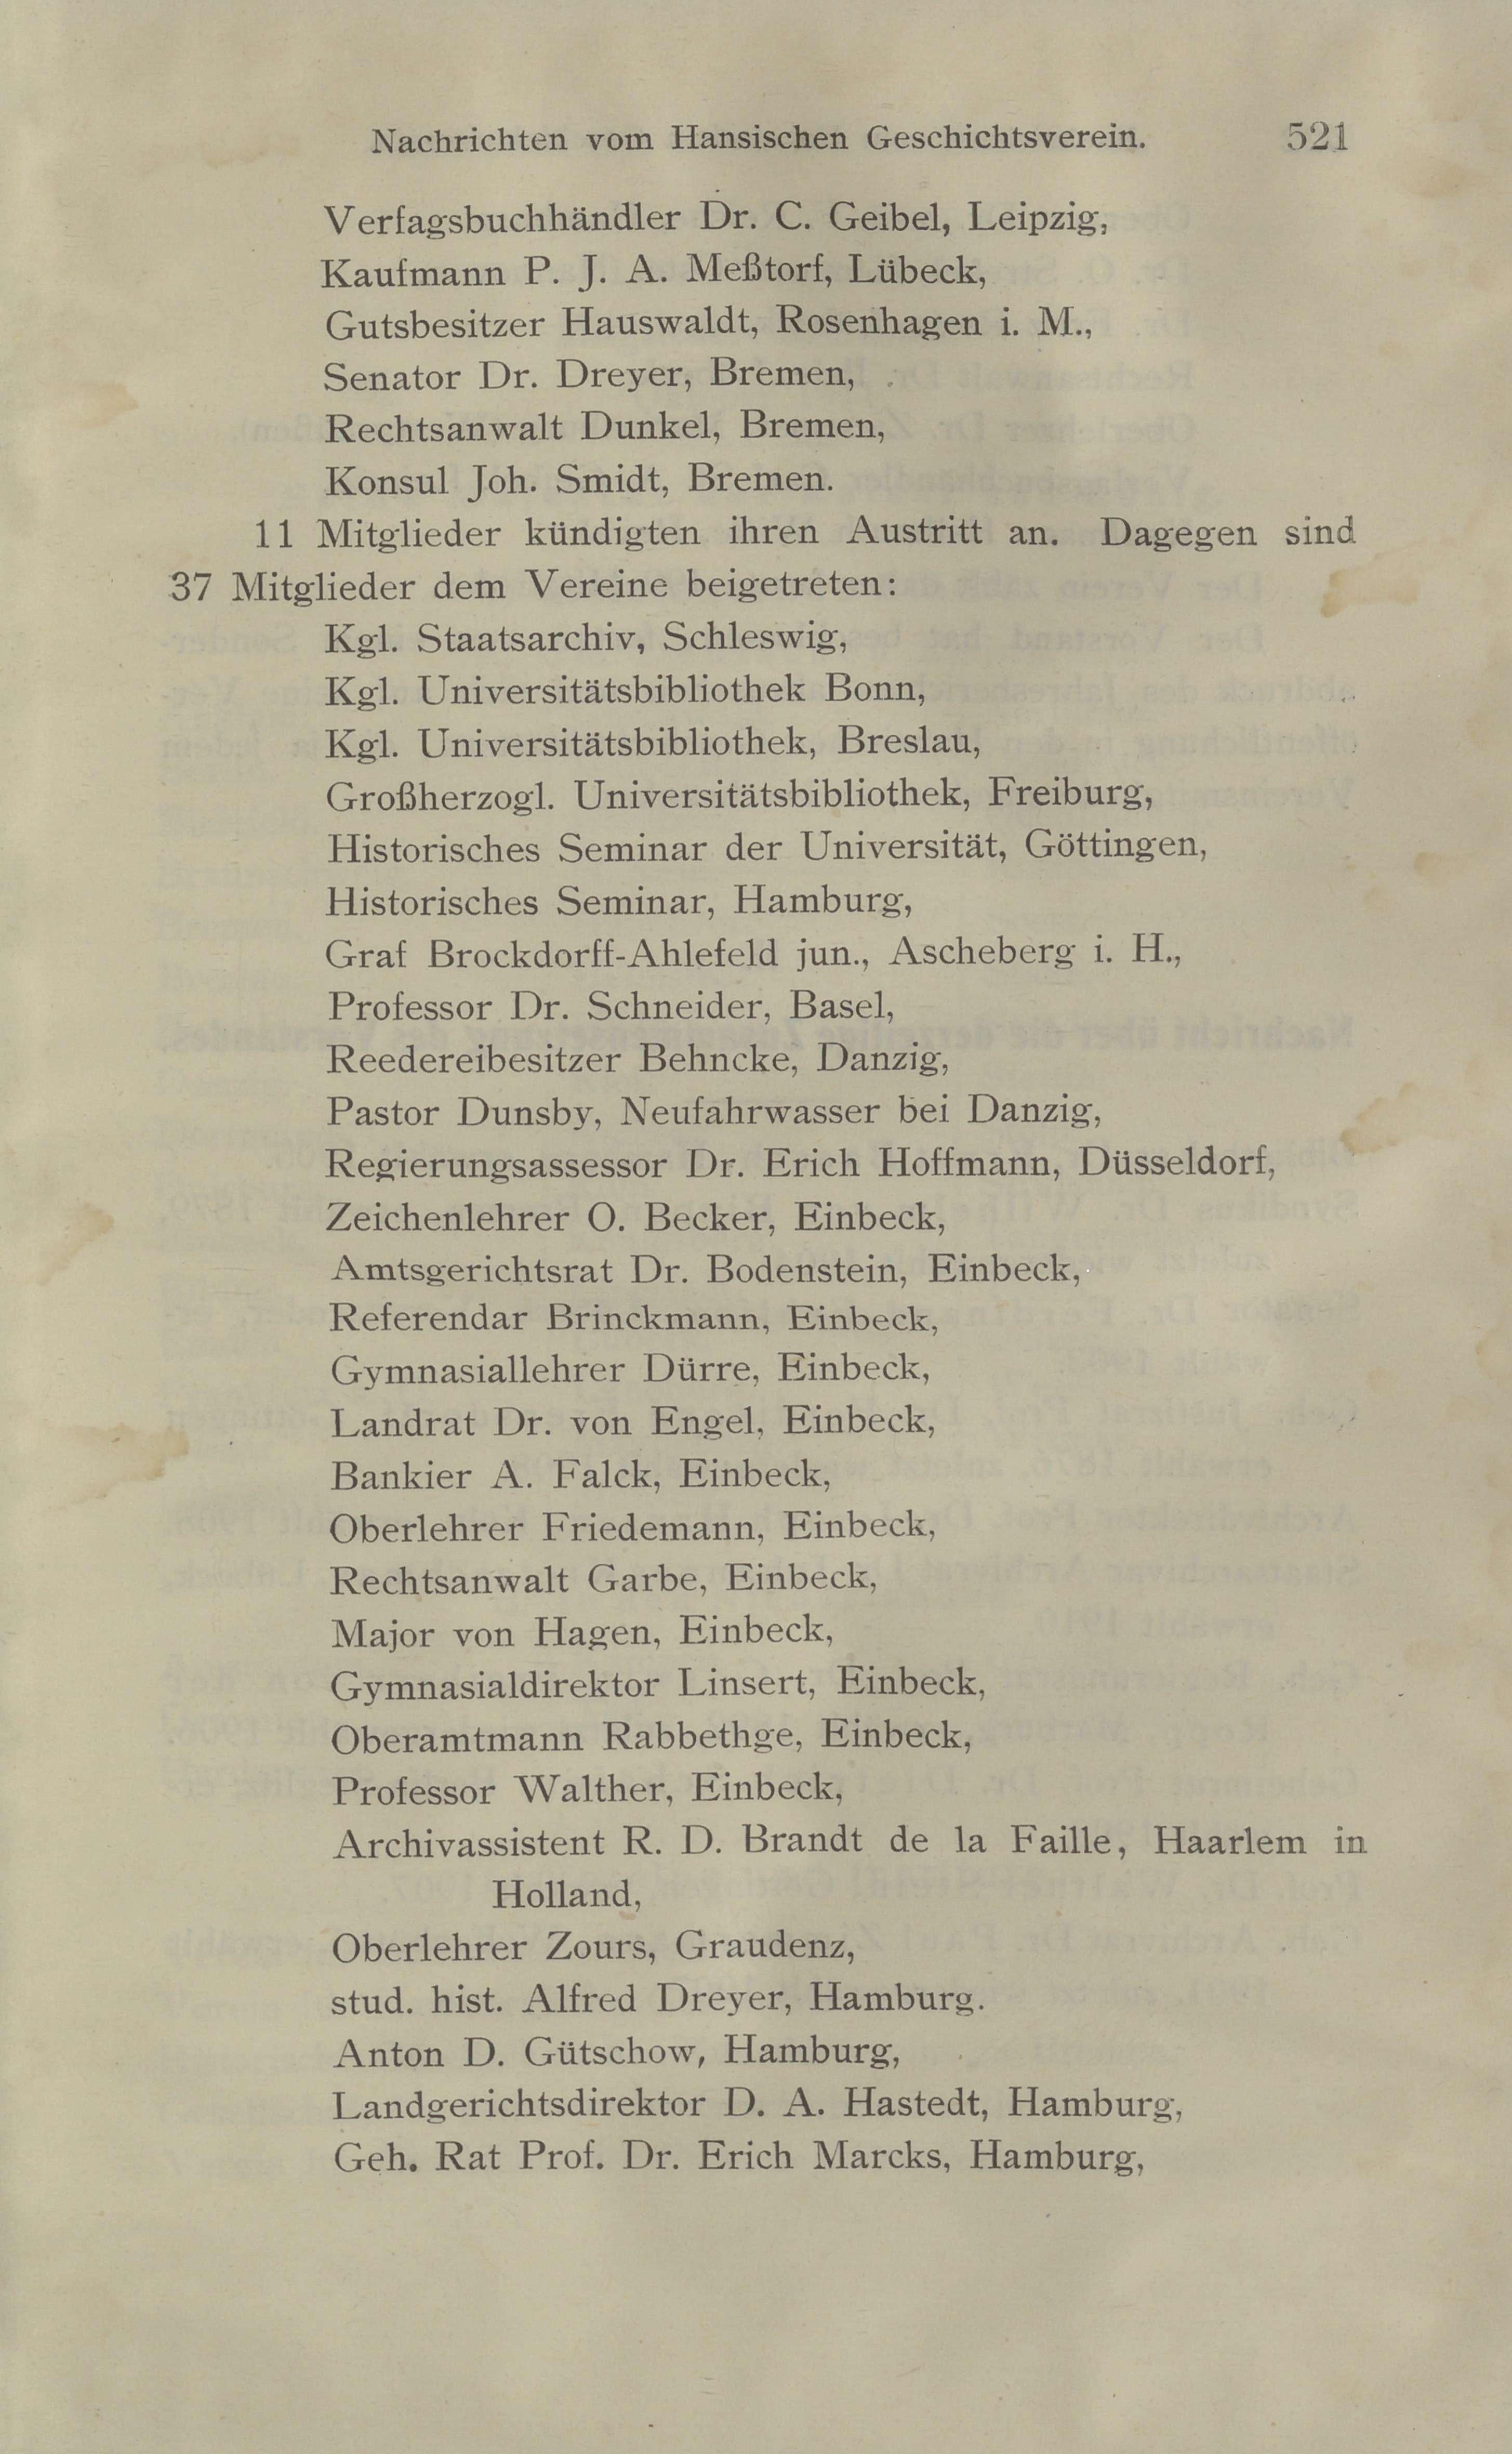 Nachrichten vom Hansischen Geschichtsverein. 521
Verfagsbuchhändler Dr. C. Geibel, Leipzig,
Kaufmann P. J. A. Meßtorf, Lübeck,
Gutsbesitzer Hauswaldt, Rosenhagen i. M.,
Senator Dr. Dreyer, Bremen,
Rechtsanwalt Dunkel, Bremen,
Konsul Joh. Smidt, Bremen.
11 Mitglieder kündigten ihren Austritt an. Dagegen sind
37 Mitglieder dem Vereine beigetreten:
Kgl. Staatsarchiv, Schleswig,
Kgl. Universitätsbibliothek Bonn,
Kgl. Universitätsbibliothek, Breslau,
Großherzogl. Universitätsbibliothek, Freiburg,
Historisches Seminar der Universität, Göttingen,
Historisches Seminar, Hamburg,
Graf Brockdorff-Ahlefeld jun., Ascheberg i. H.,
Professor Dr. Schneider, Basel,
Reedereibesitzer Behncke, Danzig,
Pastor Dunsby, Neufahrwasser bei Danzig,
Regierungsassessor Dr. Erich Hoffmann, Düsseldorf,
Zeichenlehrer O. Becker, Einbeck,
Amtsgerichtsrat Dr. Bodenstein, Einbeck,
Referendar Brinckmann, Einbeck,
Gymnasiallehrer Dürre, Einbeck,
Landrat Dr. von Engel, Einbeck,
Bankier A. Falck, Einbeck,
Oberlehrer Friedemann, Einbeck,
Rechtsanwalt Garbe, Einbeck,
Major von Hagen, Einbeck,
Gymnasialdirektor Linsert, Einbeck,
Oberamtmann Rabbethge, Einbeck,
Professor Walther, Einbeck,
Archivassistent R. D. Brandt de la Faille, Haarlem in
Holland,
Oberlehrer Zours, Graudenz,
stud. hist. Alfred Dreyer, Hamburg.
Anton D. Gütschow, Hamburg,
Landgerichtsdirektor D. A. Hastedt, Hamburg,
Geh. Rat Prof. Dr. Erich Marcks, Hamburg,